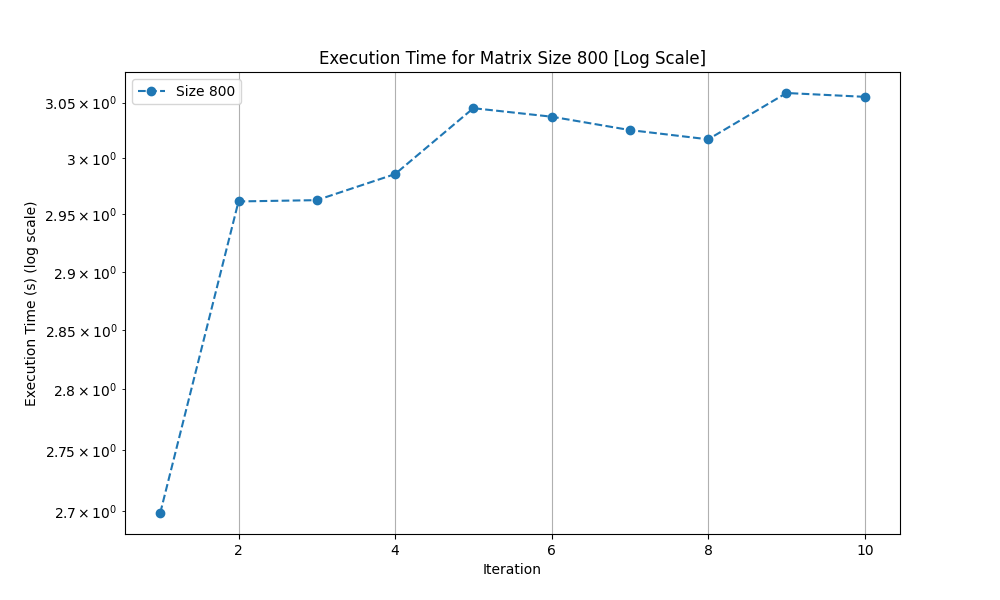 Execution Time for Matrix Size 800 [Log Scale]
Size 800
3.05 × 10⁰
3 × 10⁰
2.95 × 10⁰
2.9 × 10⁰
2.85 × 10⁰
2.8 × 10⁰
2.75 × 10⁰
2.7 × 10⁰
Execution Time (s) (log scale)
2 4 6 8 10
Iteration